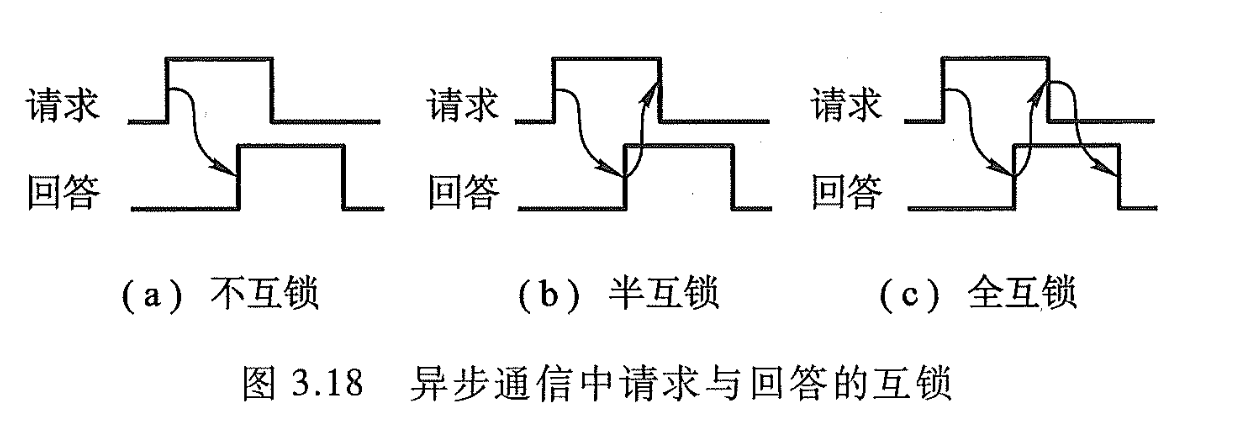 请求 请求 请求
回答 回答 回答
(a) 不互锁 (b) 半互锁 (c) 全互锁
图 3.18 异步通信中请求与回答的互锁